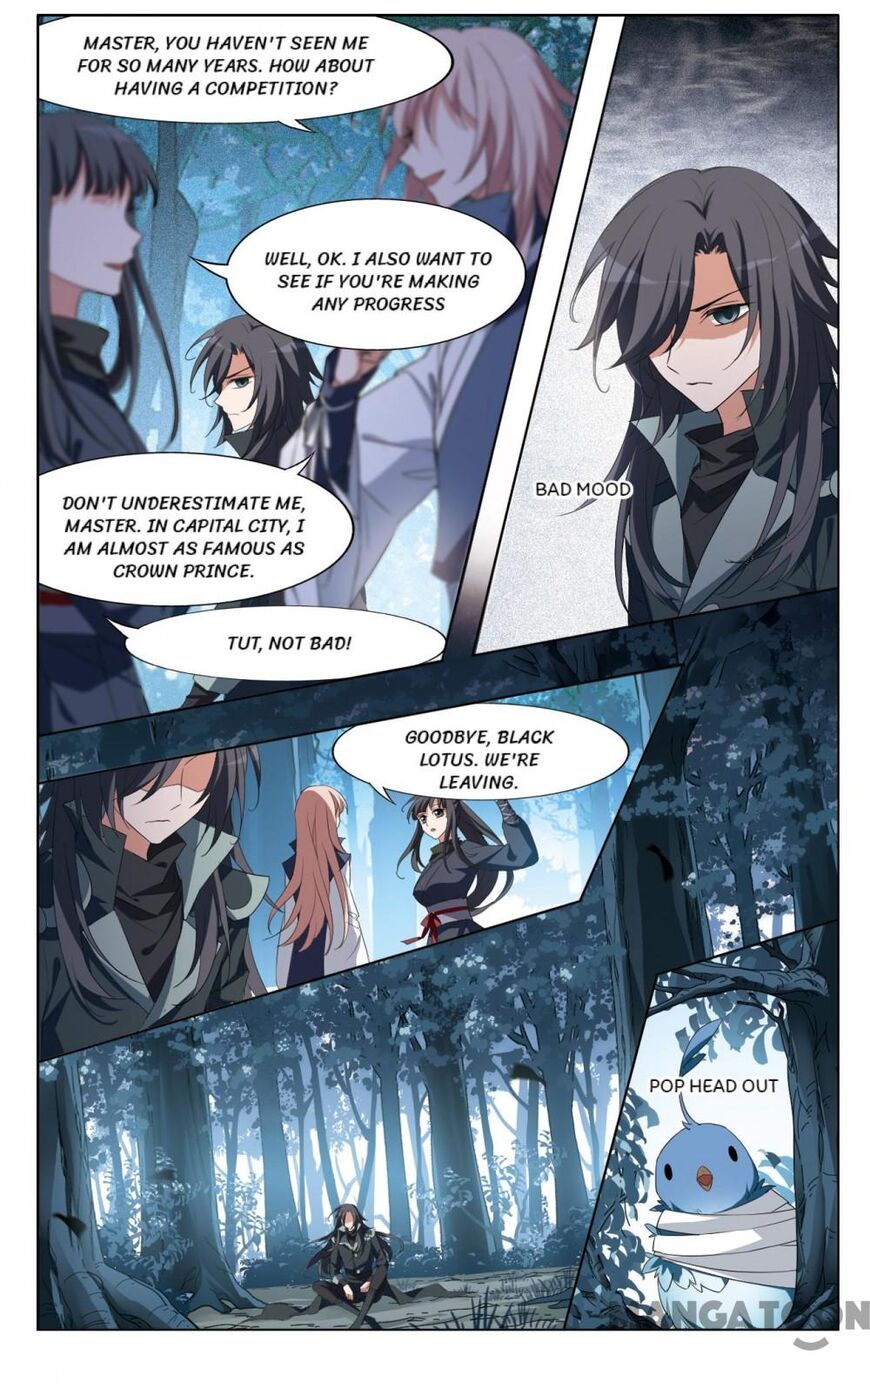 MASTER, YOU HAVEN'T SEEN ME
FOR SO MANY YEARS. HOW ABOUT
HAVING A COMPETITION?
WELL, OK. I ALSO WANT TO
SEE IF YOU'RE MAKING
ANY PROGRESS
BAD MOOD
DON'T UNDERESTIMATE ME,
MASTER. IN CAPITAL CITY, I
AM ALMOST AS FAMOUS AS
CROWN PRINCE.
TUT, NOT BAD!
GOODBYE, BLACK
LOTUS. WE'RE
LEAVING.
POP HEAD OUT
MANGATOON